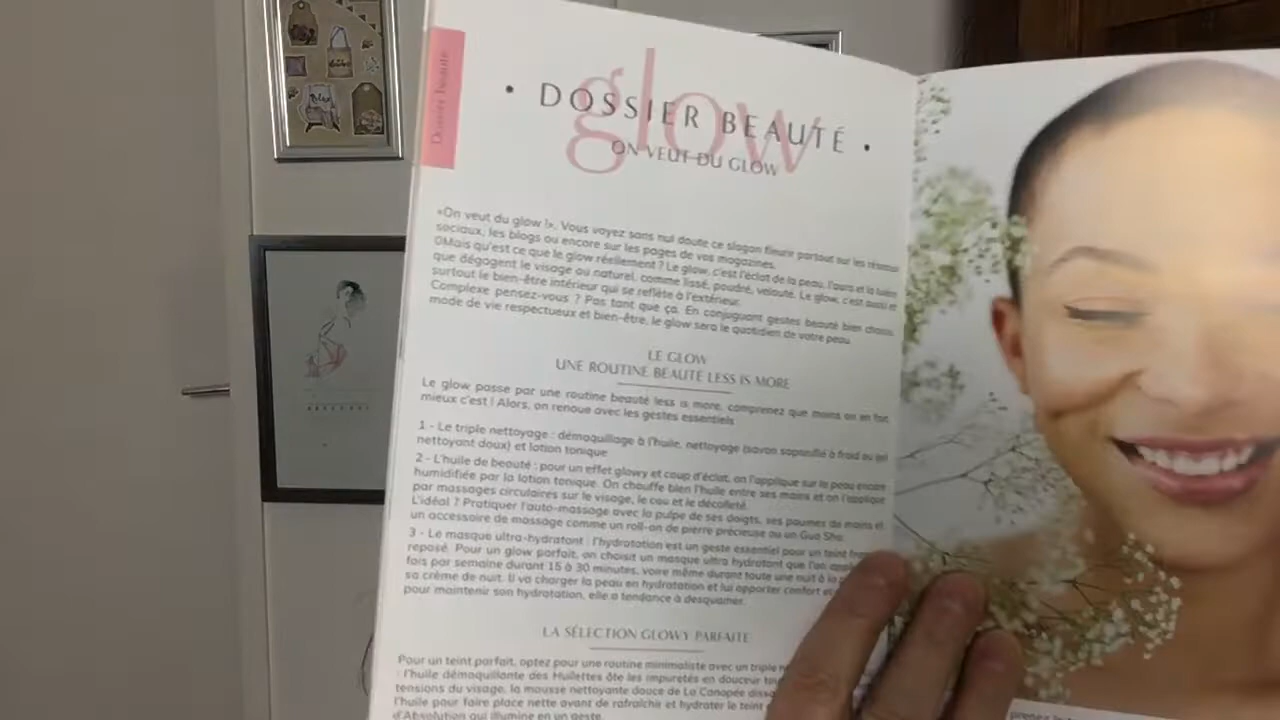 Dossier beauté
glow
• DOSSIER BEAUTÉ •
ON VEUT DU GLOW
«On veut du glow !». Vous voyez sans nul doute ce slogan fleurir partout sur les réseaux
sociaux, les blogs ou encore sur les pages de vos magazines.
0Mais qu'est ce que le glow réellement ? Le glow, c'est l'éclat de la peau, l'aura et la lumière
que dégagent le visage au naturel, comme lissé, poudré, velouté. Le glow, c'est aussi et
surtout le bien-être intérieur qui se reflète à l'extérieur.
Complexe pensez-vous ? Pas tant que ça. En conjuguant gestes beauté bien choisis,
mode de vie respectueux et bien-être, le glow sera le quotidien de votre peau.
LE GLOW
UNE ROUTINE BEAUTÉ LESS IS MORE
Le glow passe par une routine beauté less is more, comprenez que moins on en fait,
mieux c'est ! Alors, on renoue avec les gestes essentiels
1 - Le triple nettoyage : démaquillage à l'huile, nettoyage (savon saponifié à froid ou gel
nettoyant doux) et lotion tonique
2 - L'huile de beauté : pour un effet glowy et coup d'éclat, on l'applique sur la peau encore
humidifiée par la lotion tonique. On chauffe bien l'huile entre ses mains et on l'applique
par massages circulaires sur le visage, le cou et le décolleté.
L'idéal ? Pratiquer l'auto-massage avec la pulpe de ses doigts, ses paumes de mains et
un accessoire de massage comme un roll-on de pierre précieuse ou un Gua Sha.
3 - Le masque ultra-hydratant : l'hydratation est un geste essentiel pour un teint
reposé. Pour un glow parfait, on choisit un masque ultra hydratant que l'on
fois par semaine durant 15 à 30 minutes, voire même durant toute une nuit à la
sa crème de nuit. Il va charger la peau en hydratation et lui apporter confort et
pour maintenir son hydratation, elle a tendance à desquamer.
LA SÉLECTION GLOWY PARFAITE
Pour un teint parfait, optez pour une routine minimaliste avec un triple
: l'huile démaquillante des Huilettes ôte les impuretés en douceur
tensions du visage, la mousse nettoyante douce de La Canopée
l'huile pour faire place nette avant de rafraîchir et hydrater le teint
d'Absolution qui illumine en un geste.